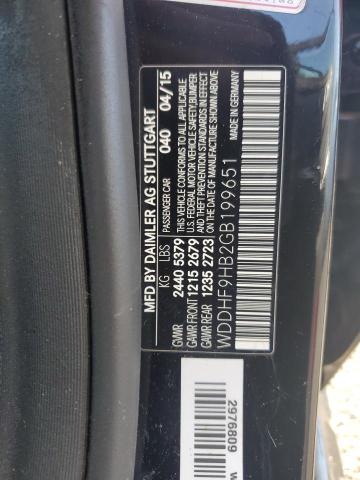 MFD BY DAIMLER AG STUTTGART
KG LBS PASSENGER CAR 040 04/15
GVWR 2440 5379 THIS VEHICLE CONFORMS TO ALL APPLICABLE
GAWR FRONT 1215 2679 U.S. FEDERAL MOTOR VEHICLE SAFETY, BUMPER
GAWR REAR 1235 2723 AND THEFT PREVENTION STANDARDS IN EFFECT
ON THE DATE OF MANUFACTURE SHOWN ABOVE
WDDHF9HB2GB199651 MADE IN GERMANY
2976809